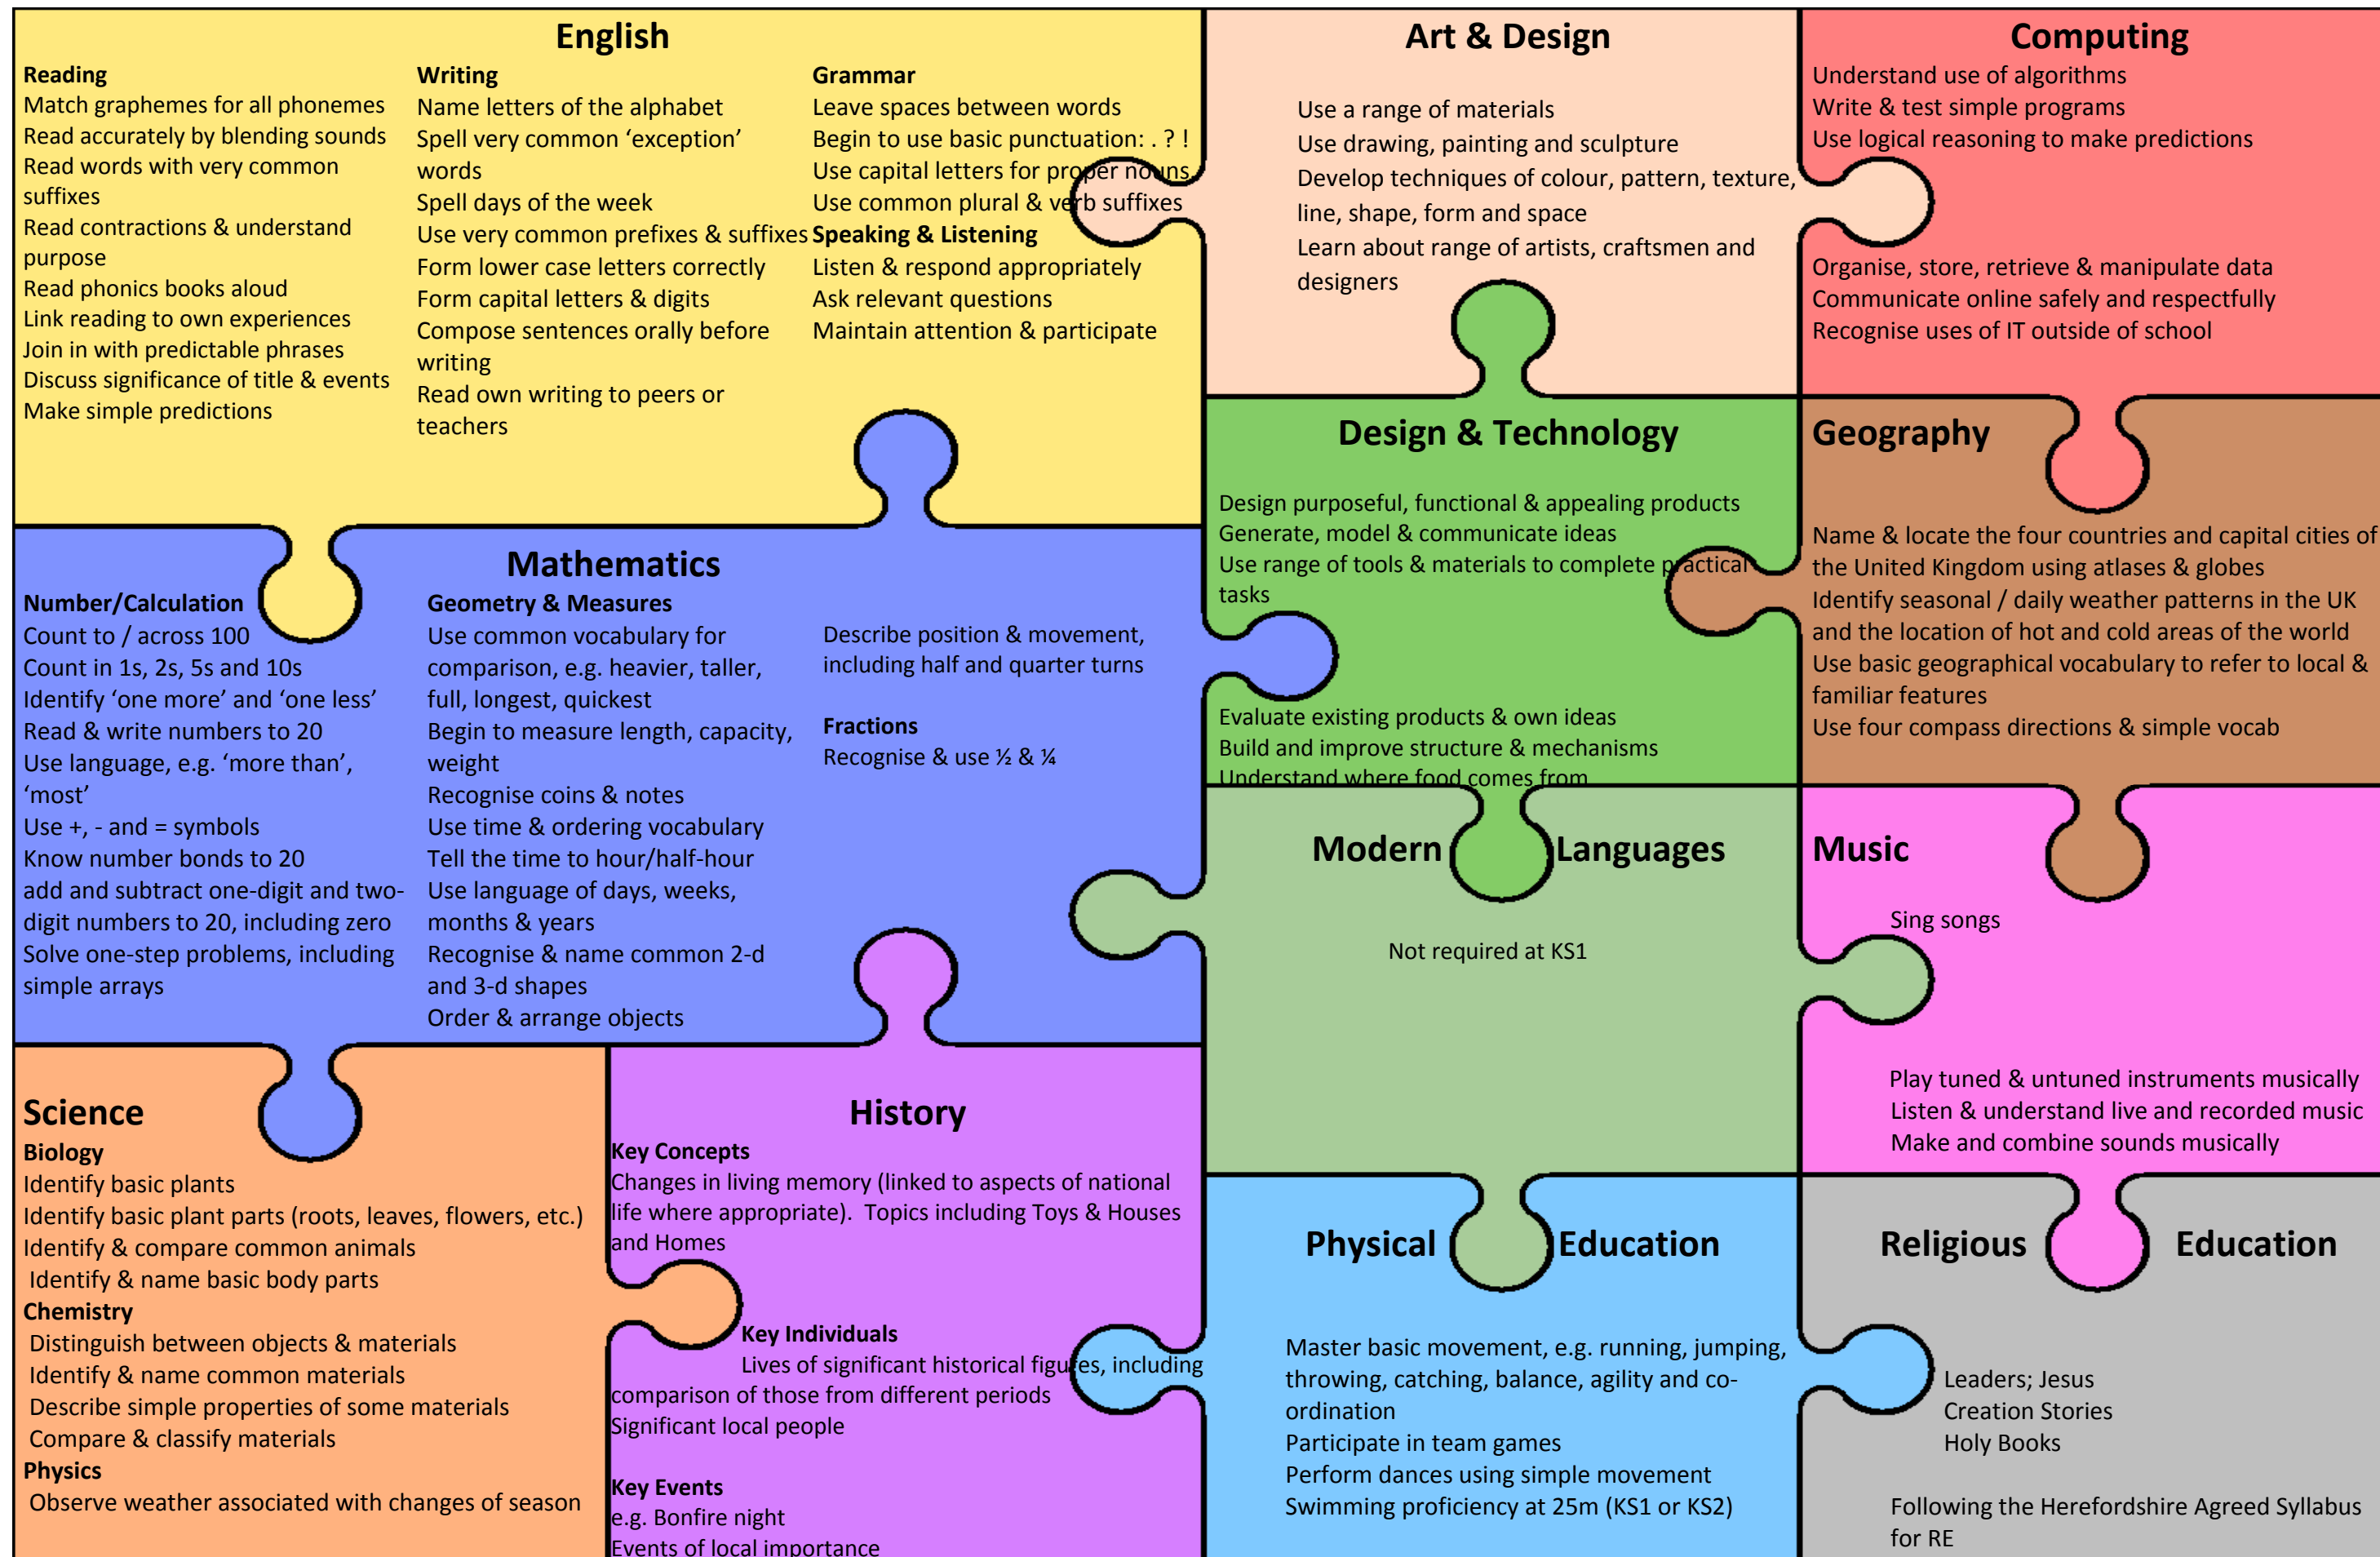 English
Reading
Match graphemes for all phonemes
Read accurately by blending sounds
Read words with very common
suffixes
Read contractions & understand
purpose
Read phonics books aloud
Link reading to own experiences
Join in with predictable phrases
Discuss significance of title & events
Make simple predictions
Writing
Name letters of the alphabet
Spell very common ‘exception’
words
Spell days of the week
Use very common prefixes & suffixes
Form lower case letters correctly
Form capital letters & digits
Compose sentences orally before
writing
Read own writing to peers or
teachers
Grammar
Leave spaces between words
Begin to use basic punctuation: . ? !
Use capital letters for proper nouns.
Use common plural & verb suffixes
Speaking & Listening
Listen & respond appropriately
Ask relevant questions
Maintain attention & participate
Art & Design
Use a range of materials
Use drawing, painting and sculpture
Develop techniques of colour, pattern, texture,
line, shape, form and space
Learn about range of artists, craftsmen and
designers
Computing
Understand use of algorithms
Write & test simple programs
Use logical reasoning to make predictions
Organise, store, retrieve & manipulate data
Communicate online safely and respectfully
Recognise uses of IT outside of school
Mathematics
Number/Calculation
Count to / across 100
Count in 1s, 2s, 5s and 10s
Identify ‘one more’ and ‘one less’
Read & write numbers to 20
Use language, e.g. ‘more than’,
‘most’
Use +, - and = symbols
Know number bonds to 20
add and subtract one-digit and two-
digit numbers to 20, including zero
Solve one-step problems, including
simple arrays
Geometry & Measures
Use common vocabulary for
comparison, e.g. heavier, taller,
full, longest, quickest
Begin to measure length, capacity,
weight
Recognise coins & notes
Use time & ordering vocabulary
Tell the time to hour/half-hour
Use language of days, weeks,
months & years
Recognise & name common 2-d
and 3-d shapes
Order & arrange objects
Describe position & movement,
including half and quarter turns
Fractions
Recognise & use ½ & ¼
Design & Technology
Design purposeful, functional & appealing products
Generate, model & communicate ideas
Use range of tools & materials to complete practical
tasks
Evaluate existing products & own ideas
Build and improve structure & mechanisms
Understand where food comes from
Geography
Name & locate the four countries and capital cities of
the United Kingdom using atlases & globes
Identify seasonal / daily weather patterns in the UK
and the location of hot and cold areas of the world
Use basic geographical vocabulary to refer to local &
familiar features
Use four compass directions & simple vocab
Modern Languages
Not required at KS1
Music
Sing songs
Play tuned & untuned instruments musically
Listen & understand live and recorded music
Make and combine sounds musically
Science
Biology
Identify basic plants
Identify basic plant parts (roots, leaves, flowers, etc.)
Identify & compare common animals
Identify & name basic body parts
Chemistry
Distinguish between objects & materials
Identify & name common materials
Describe simple properties of some materials
Compare & classify materials
Physics
Observe weather associated with changes of season
History
Key Concepts
Changes in living memory (linked to aspects of national
life where appropriate). Topics including Toys & Houses
and Homes
Key Individuals
Lives of significant historical figures, including
comparison of those from different periods
Significant local people
Key Events
e.g. Bonfire night
Events of local importance
Physical Education
Master basic movement, e.g. running, jumping,
throwing, catching, balance, agility and co-
ordination
Participate in team games
Perform dances using simple movement
Swimming proficiency at 25m (KS1 or KS2)
Religious Education
Leaders; Jesus
Creation Stories
Holy Books
Following the Herefordshire Agreed Syllabus
for RE